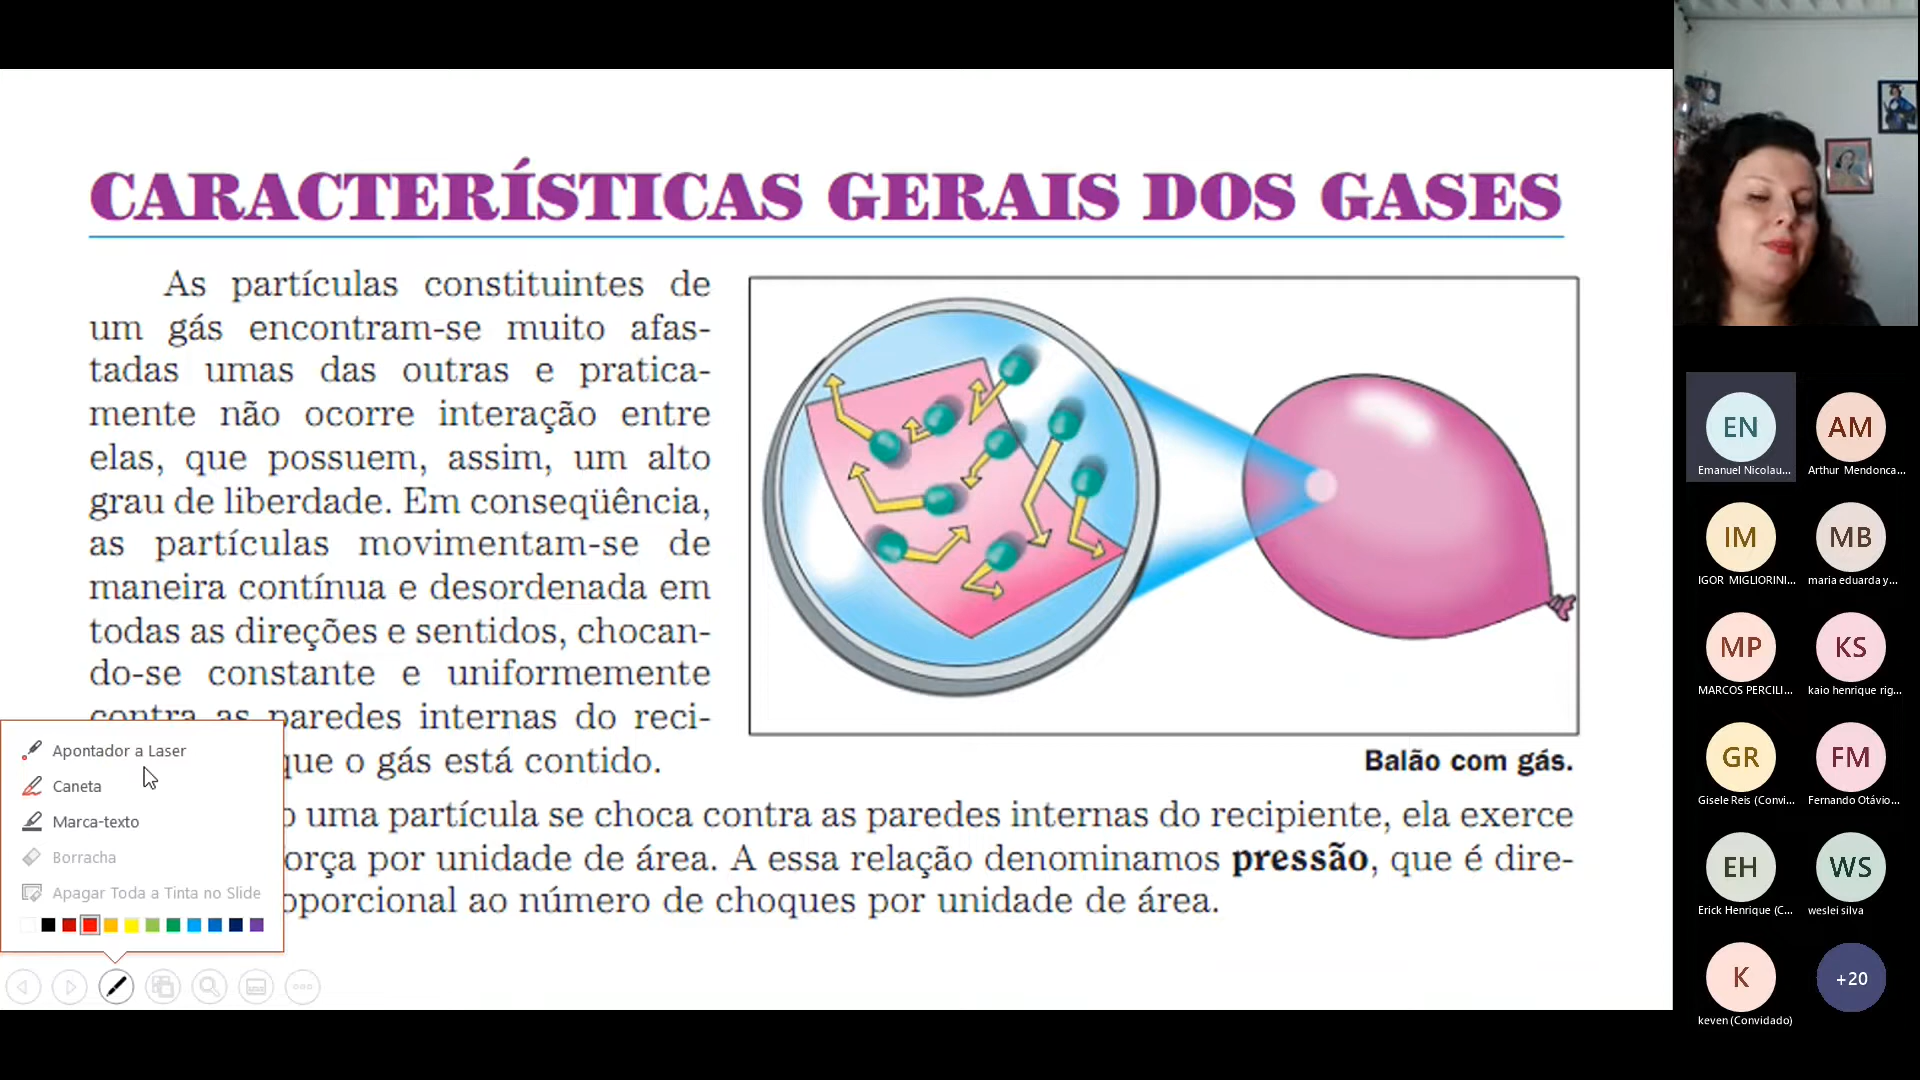 CARACTERÍSTICAS GERAIS DOS GASES
As partículas constituintes de
um gás encontram-se muito afas-
tadas umas das outras e pratica-
mente não ocorre interação entre
elas, que possuem, assim, um alto
grau de liberdade. Em conseqüência,
as partículas movimentam-se de
maneira contínua e desordenada em
todas as direções e sentidos, chocan-
do-se constante e uniformemente
contra as paredes internas do reci-
que o gás está contido.
Balão com gás.
uma partícula se choca contra as paredes internas do recipiente, ela exerce
por unidade de área. A essa relação denominamos pressão, que é dire-
ao número de choques por unidade de área.
Apontador a Laser
Caneta
Marca-texto
Borracha
Apagar Toda a Tinta no Slide
EN
Emanuel Nicolau...
AM
Arthur Mendonca...
IM
IGOR MIGLIORINI...
MB
maria eduarda y...
MP
MARCOS PERCILI...
KS
kaio henrique rig...
GR
Gisele Reis (Convi...
FM
Fernando Otávio...
EH
Erick Henrique (C...
WS
weslei silva
K
keven (Convidado)
+20